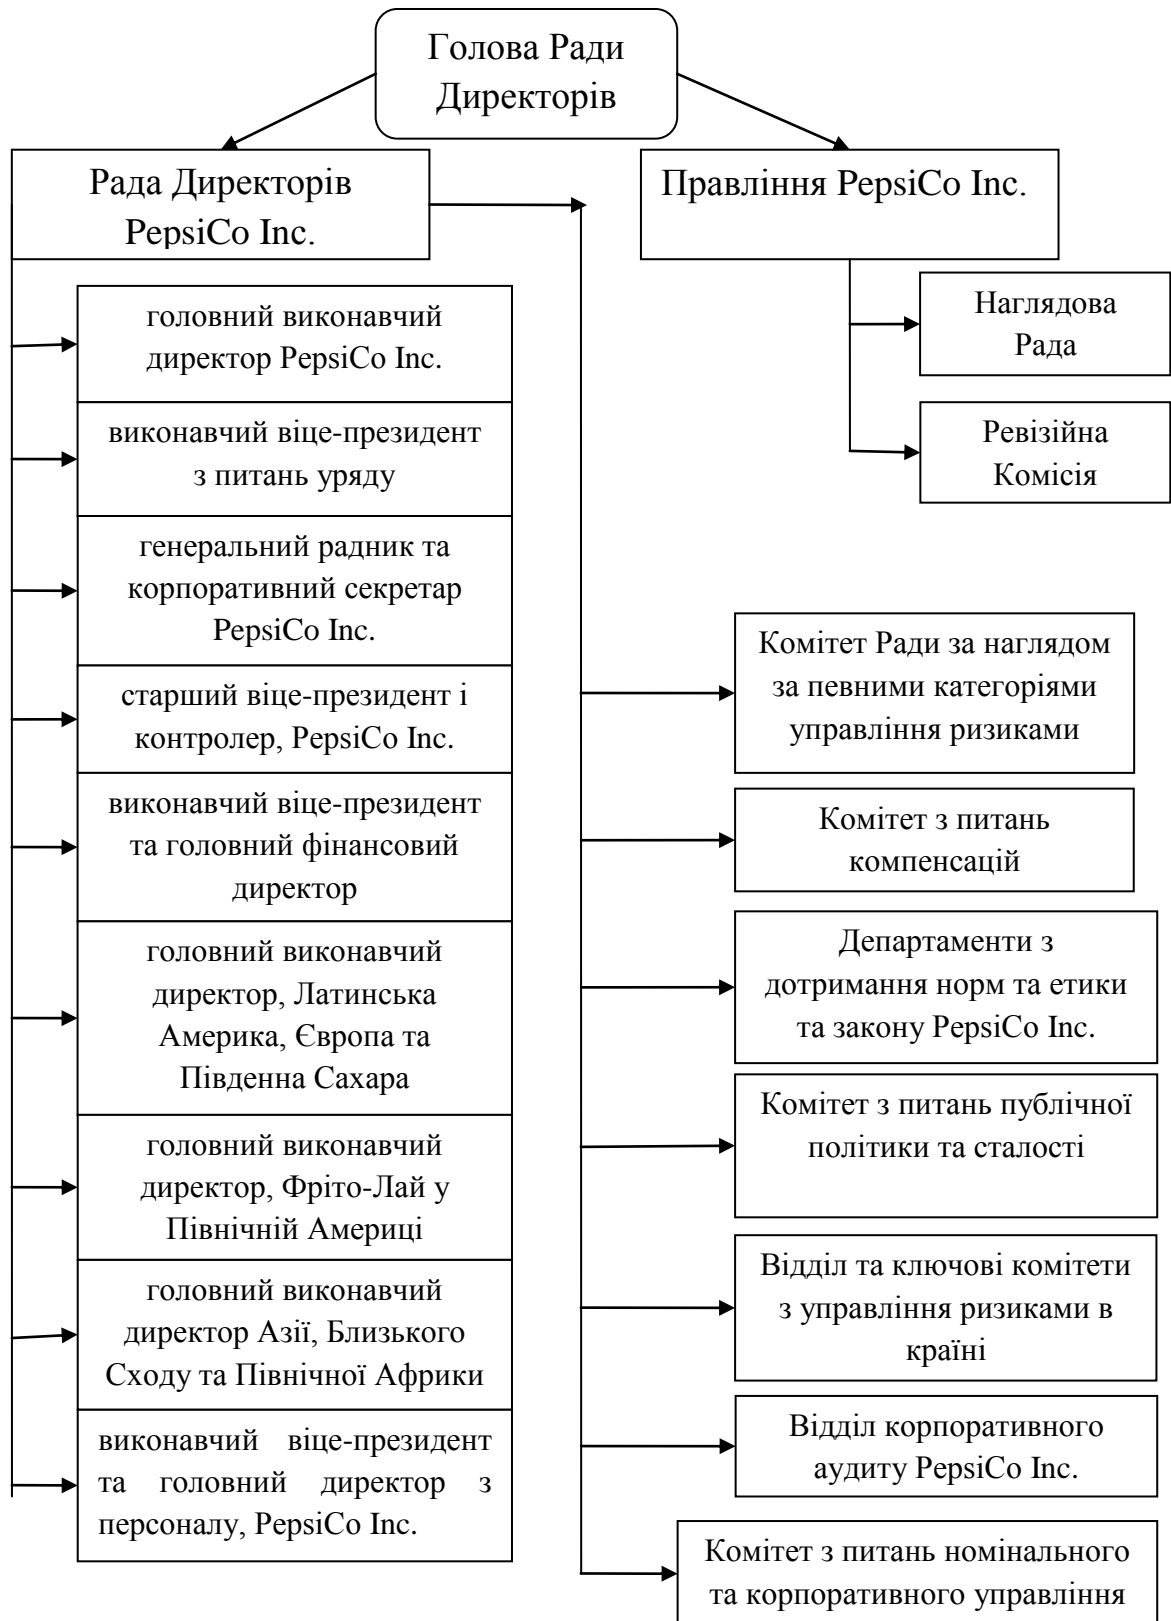 Голова Ради
Директорів
Рада Директорів
PepsiCo Inc.
Правління PepsiCo Inc.
Наглядова
Рада
Ревізійна
Комісія
головний виконавчий
директор PepsiCo Inc.
виконавчий віце-президент
з питань уряду
генеральний радник та
корпоративний секретар
PepsiCo Inc.
старший віце-президент і
контролер, PepsiCo Inc.
виконавчий віце-президент
та головний фінансовий
директор
головний виконавчий
директор, Латинська
Америка, Європа та
Південна Сахара
головний виконавчий
директор, Фріто-Лай у
Північній Америці
головний виконавчий
директор Азії, Близького
Сходу та Північної Африки
виконавчий віце-президент
та головний директор з
персоналу, PepsiCo Inc.
Комітет Ради за наглядом
за певними категоріями
управління ризиками
Комітет з питань
компенсацій
Департаменти з
дотримання норм та етики
та закону PepsiCo Inc.
Комітет з питань публічної
політики та сталості
Відділ та ключові комітети
з управління ризиками в
країні
Відділ корпоративного
аудиту PepsiCo Inc.
Комітет з питань номінального
та корпоративного управління